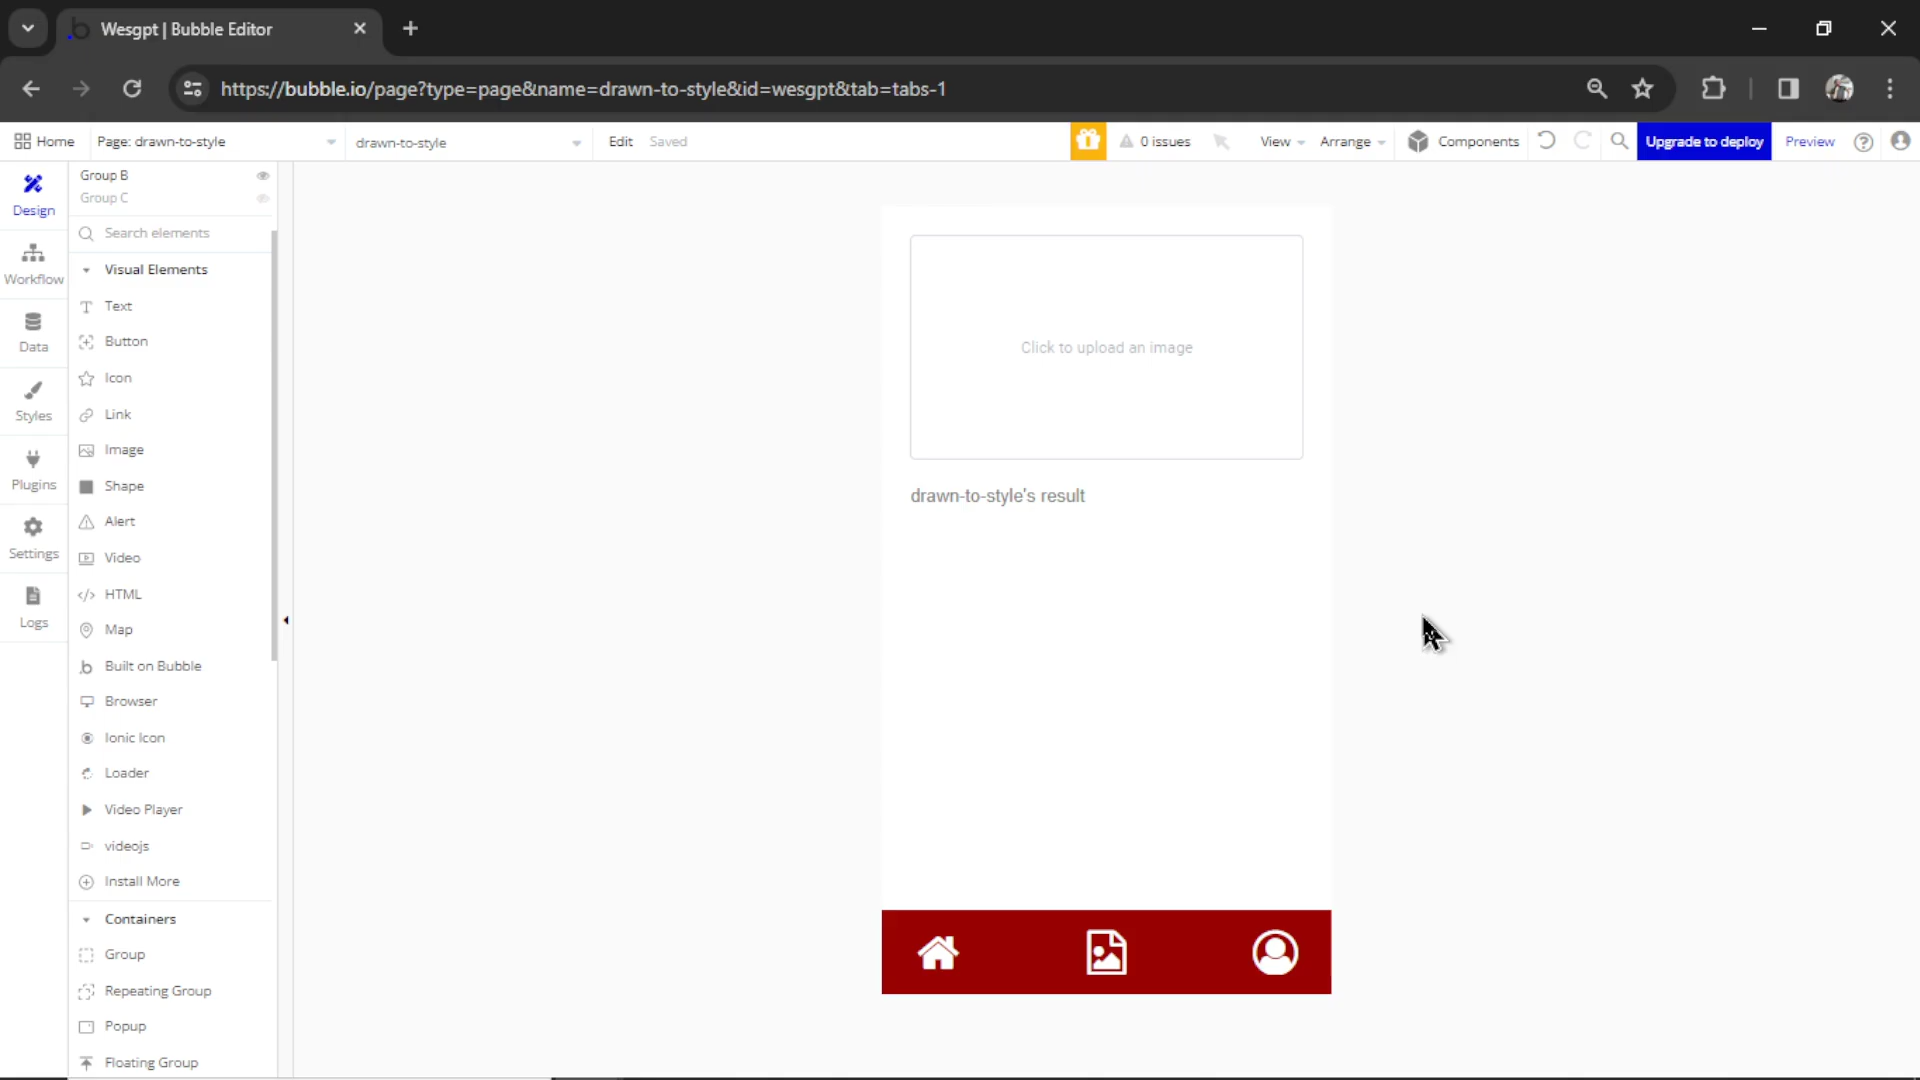 Wesgpt | Bubble Editor
https://bubble.io/page?type=page&name=drawn-to-style&id=wesgpt&tab=tabs-1
Home
Page: drawn-to-style
drawn-to-style
Edit
Saved
0 issues
View
Arrange
Components
Upgrade to deploy
Preview
Design
Workflow
Data
Styles
Plugins
Settings
Logs
Group B
Group C
Search elements
Visual Elements
Text
Button
Icon
Link
Image
Shape
Alert
Video
HTML
Map
Built on Bubble
Browser
Ionic Icon
Loader
Video Player
videojs
Install More
Containers
Group
Repeating Group
Popup
Floating Group
Click to upload an image
drawn-to-style's result